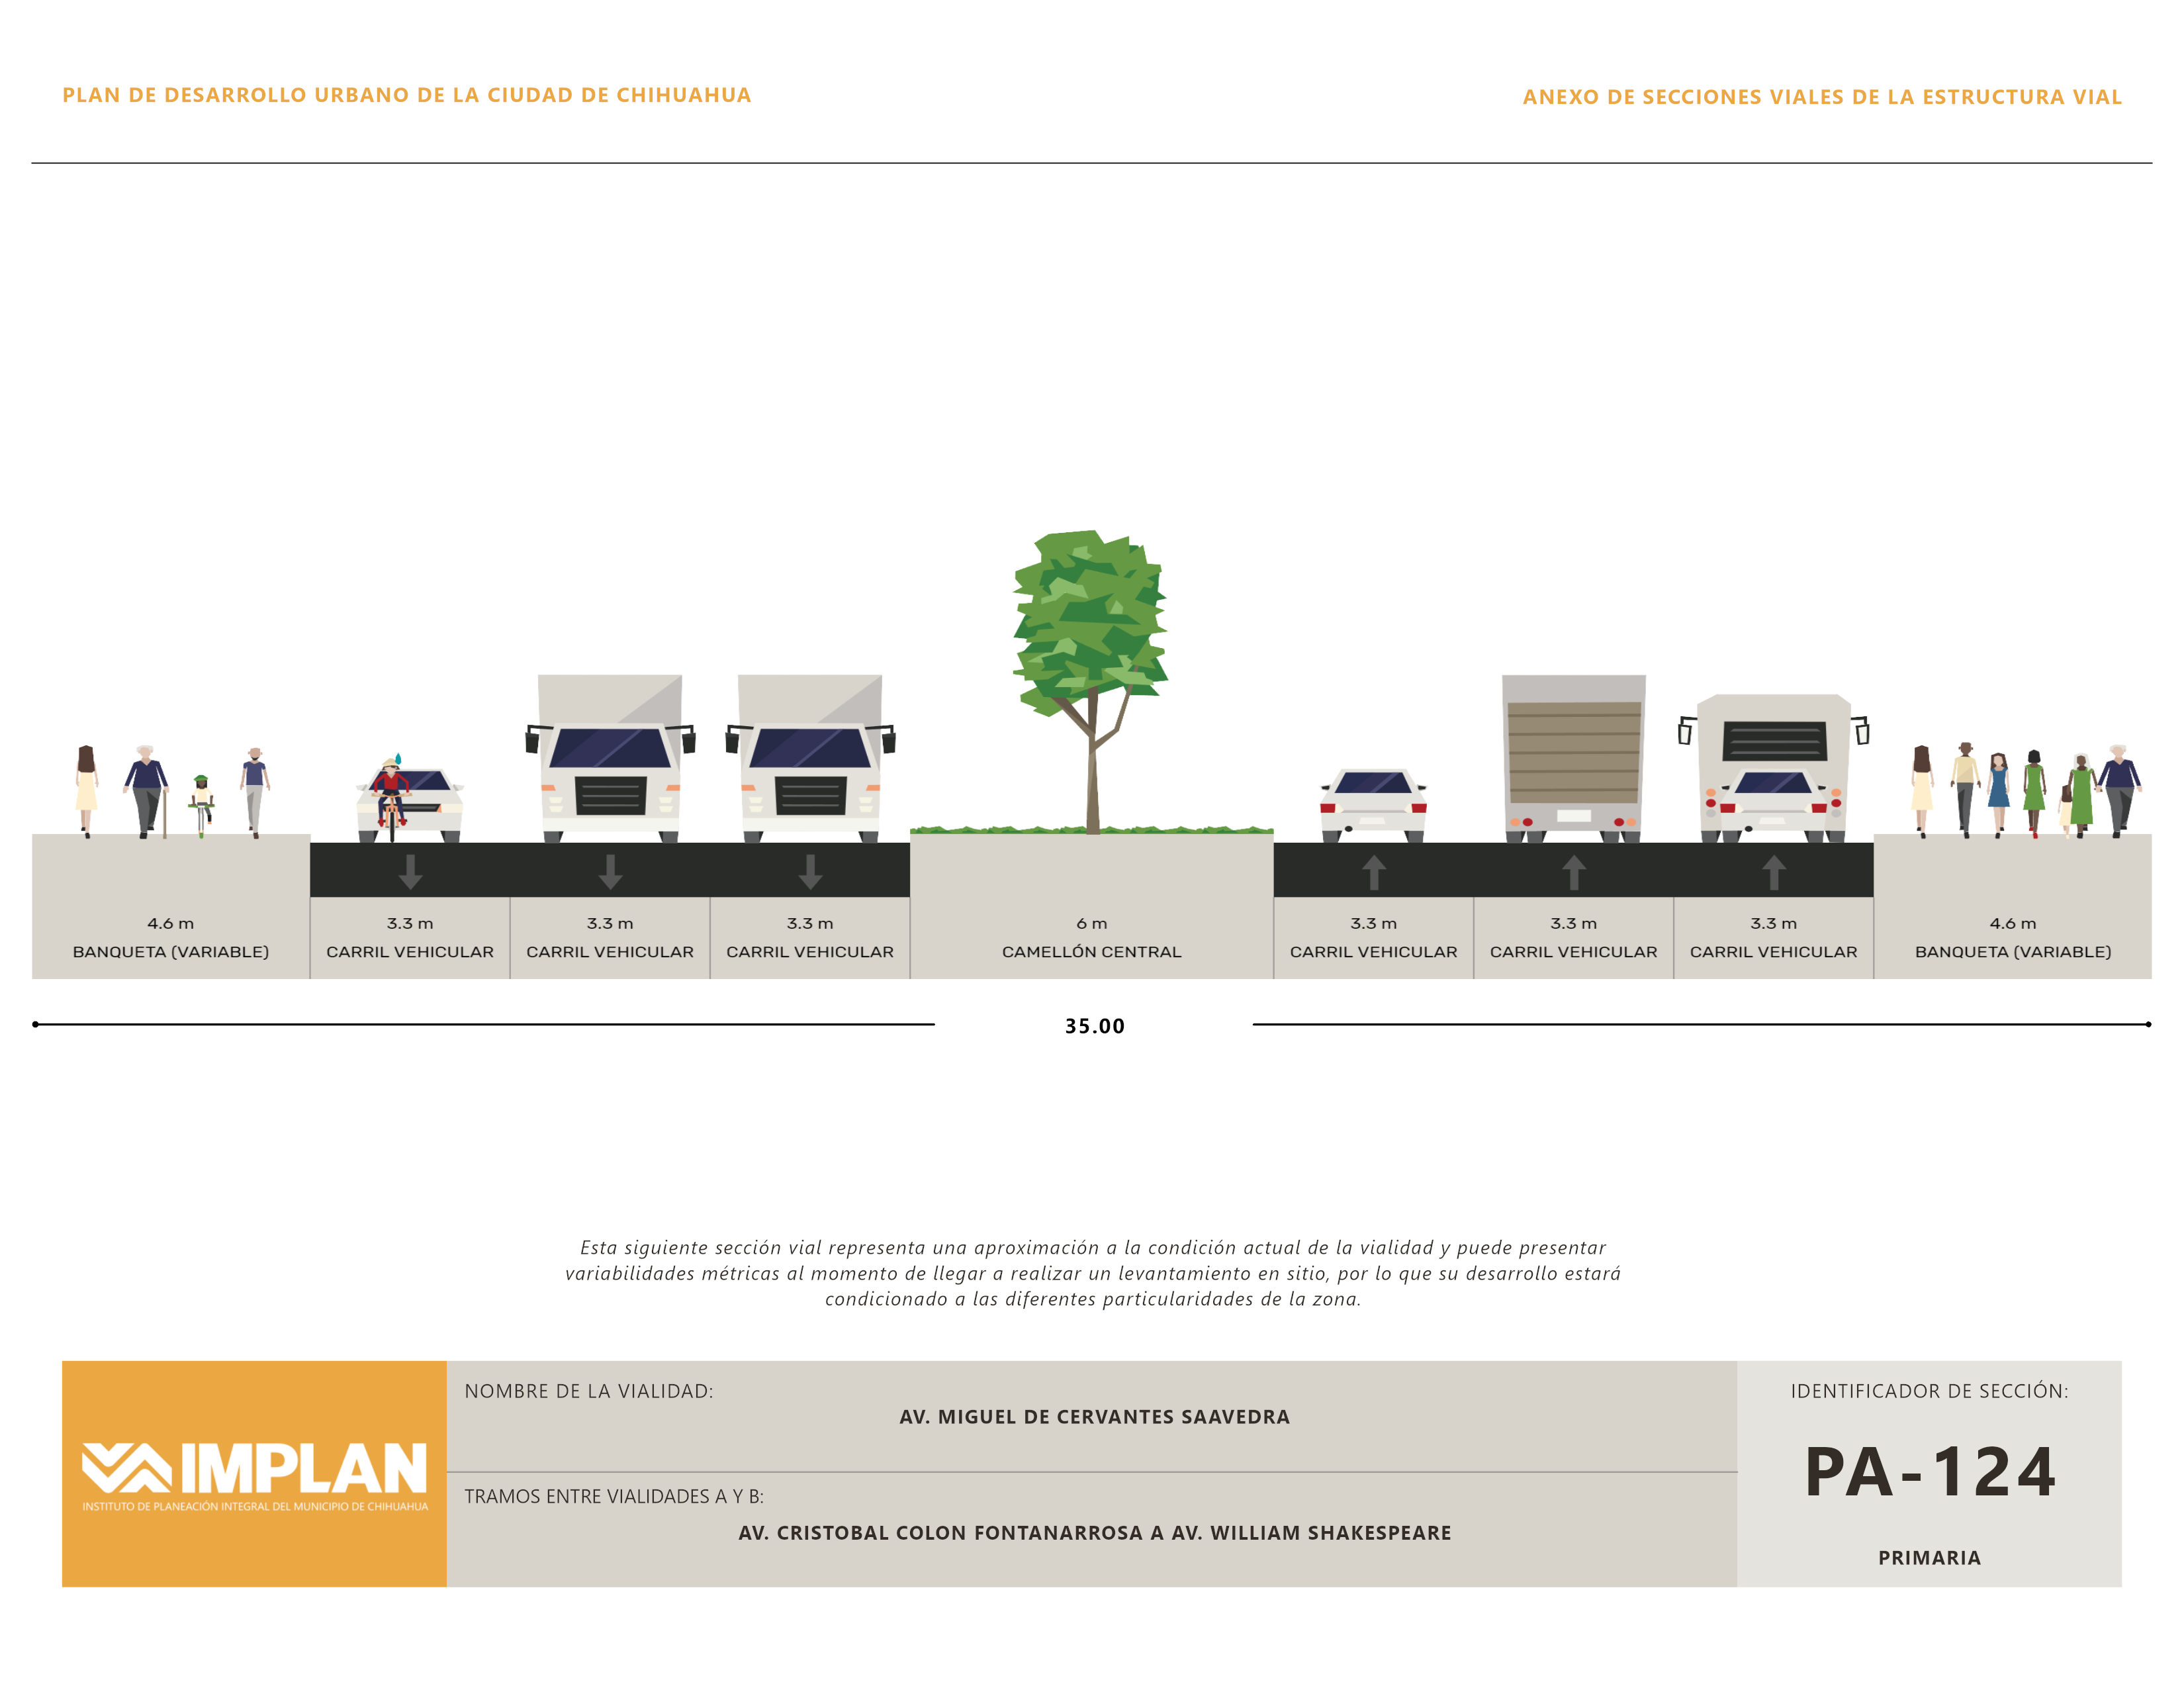 PLAN DE DESARROLLO URBANO DE LA CIUDAD DE CHIHUAHUA
ANEXO DE SECCIONES VIALES DE LA ESTRUCTURA VIAL
4.6 m
BANQUETA (VARIABLE)
3.3 m
CARRIL VEHICULAR
3.3 m
CARRIL VEHICULAR
3.3 m
CARRIL VEHICULAR
6 m
CAMELLÓN CENTRAL
3.3 m
CARRIL VEHICULAR
3.3 m
CARRIL VEHICULAR
3.3 m
CARRIL VEHICULAR
4.6 m
BANQUETA (VARIABLE)
35.00
Esta siguiente sección vial representa una aproximación a la condición actual de la vialidad y puede presentar
variabilidades métricas al momento de llegar a realizar un levantamiento en sitio, por lo que su desarrollo estará
condicionado a las diferentes particularidades de la zona.
IMPLAN
INSTITUTO DE PLANEACIÓN INTEGRAL DEL MUNICIPIO DE CHIHUAHUA
NOMBRE DE LA VIALIDAD:
AV. MIGUEL DE CERVANTES SAAVEDRA
TRAMOS ENTRE VIALIDADES A Y B:
AV. CRISTOBAL COLON FONTANARROSA A AV. WILLIAM SHAKESPEARE
IDENTIFICADOR DE SECCIÓN:
PA-124
PRIMARIA